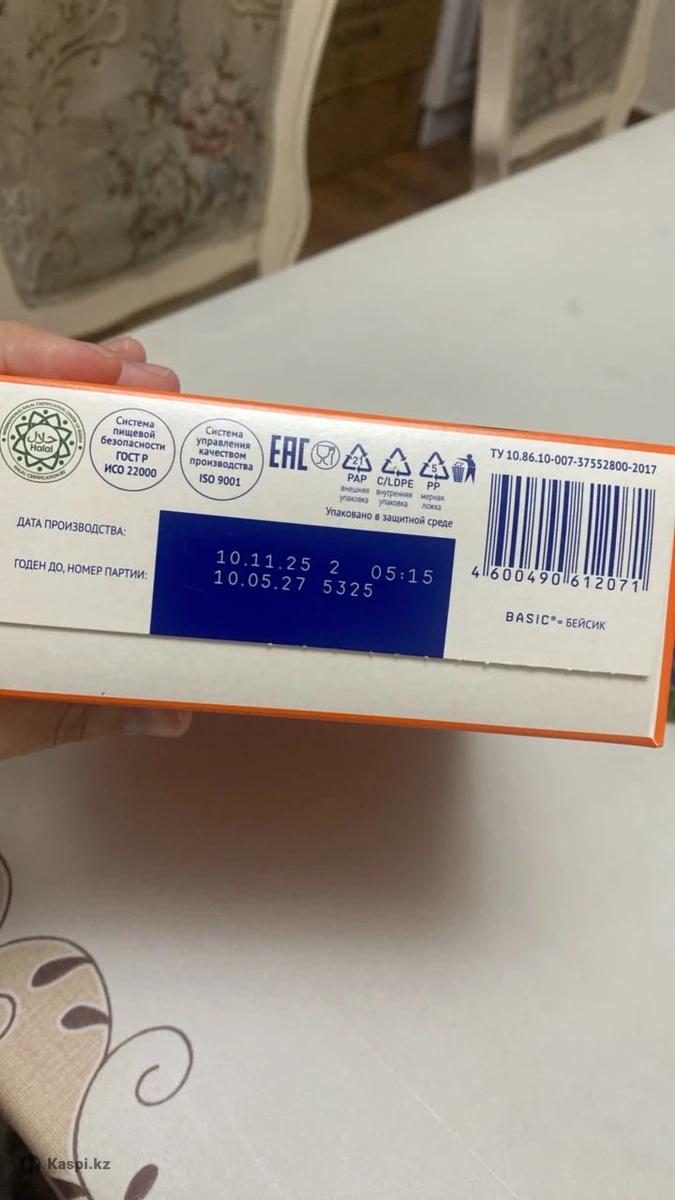 Halal
HALAL CERTIFICATION RU
Система
пищевой
безопасности
ГОСТ Р
ИСО 22000
Система
управления
качеством
производства
ISO 9001
EAC
21
PAP
внешняя
упаковка
C/LDPE
внутренняя
упаковка
5
PP
мерная
ложка
Упаковано в защитной среде
ТУ 10.86.10-007-37552800-2017
ДАТА ПРОИЗВОДСТВА:
10.11.25 2 05:15
ГОДЕН ДО, НОМЕР ПАРТИИ:
10.05.27 5325
4 600490 612071
BASIC® = БЕЙСИК
Kaspi.kz